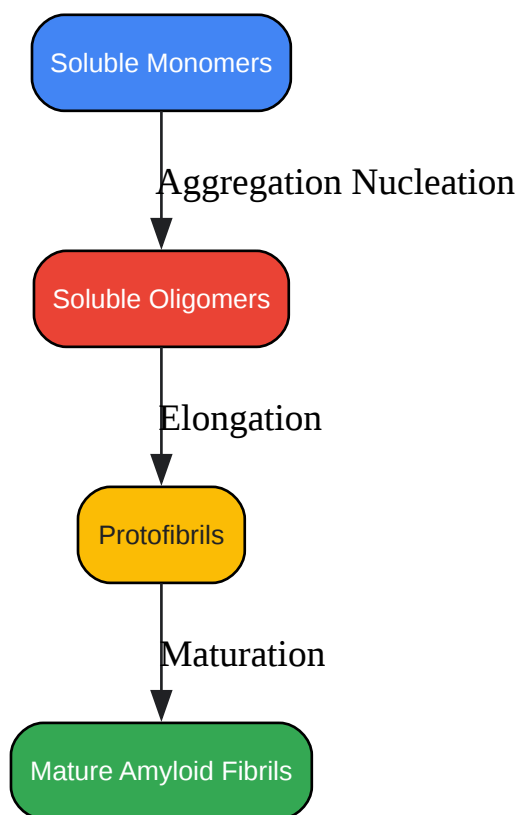 Soluble Monomers
Aggregation Nucleation
Soluble Oligomers
Elongation
Protofibrils
Maturation
Mature Amyloid Fibrils